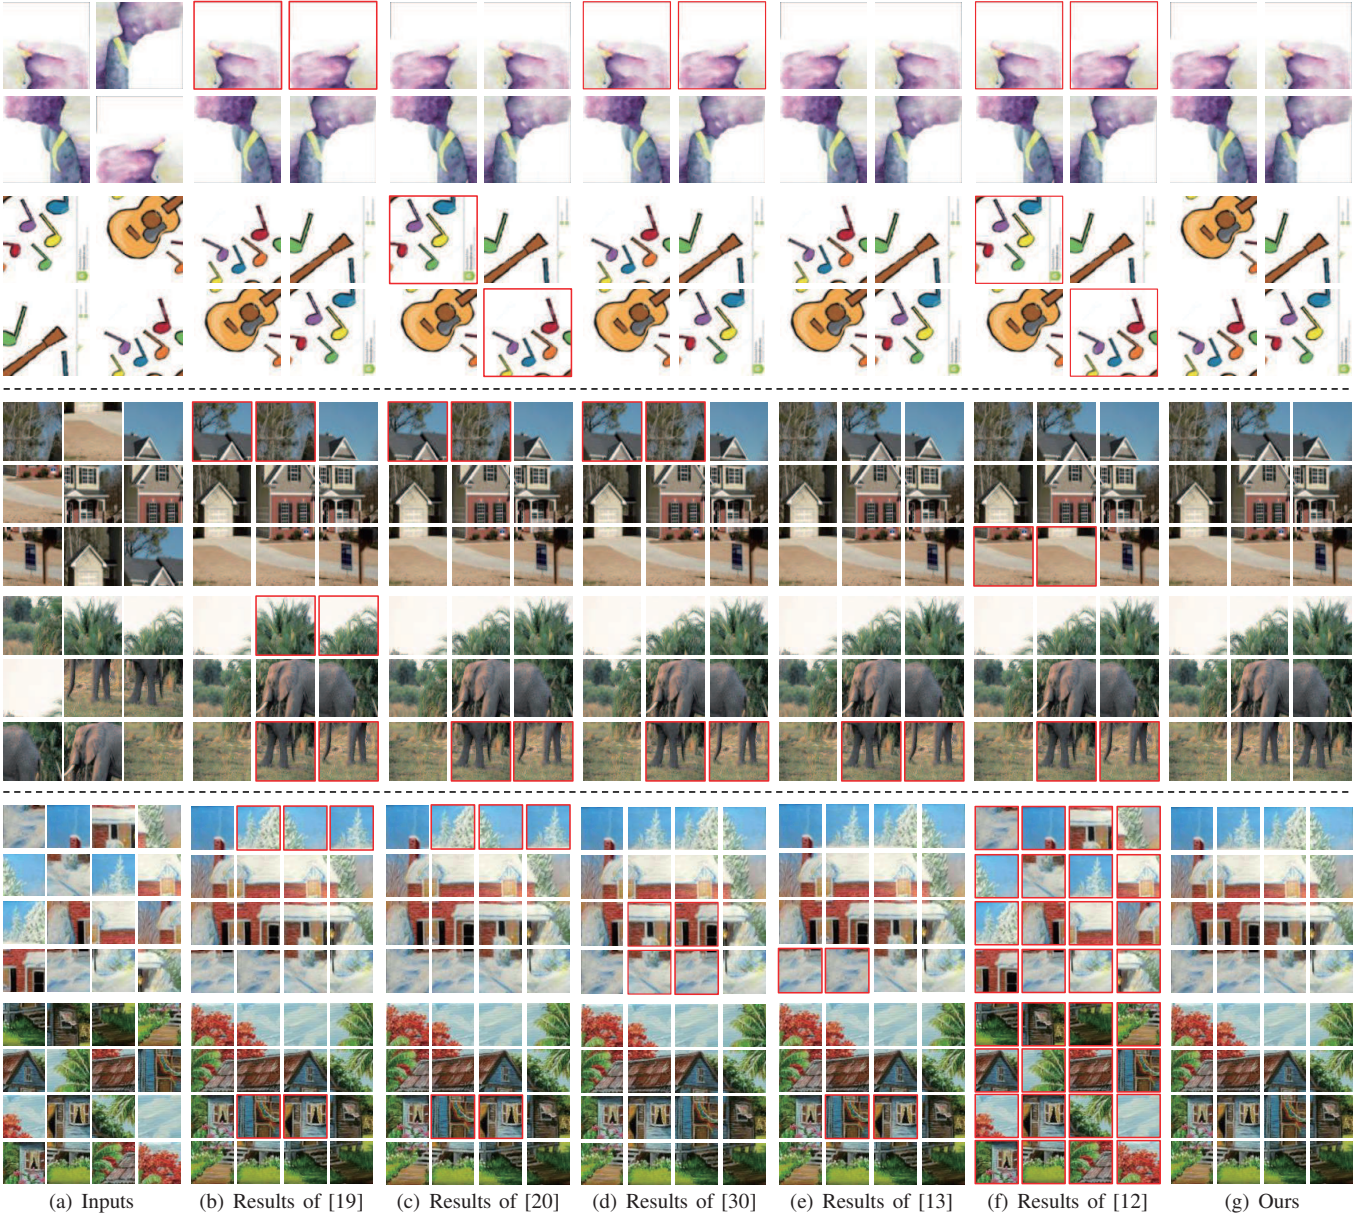 (a) Inputs
(b) Results of [19]
(c) Results of [20]
(d) Results of [30]
(e) Results of [13]
(f) Results of [12]
(g) Ours